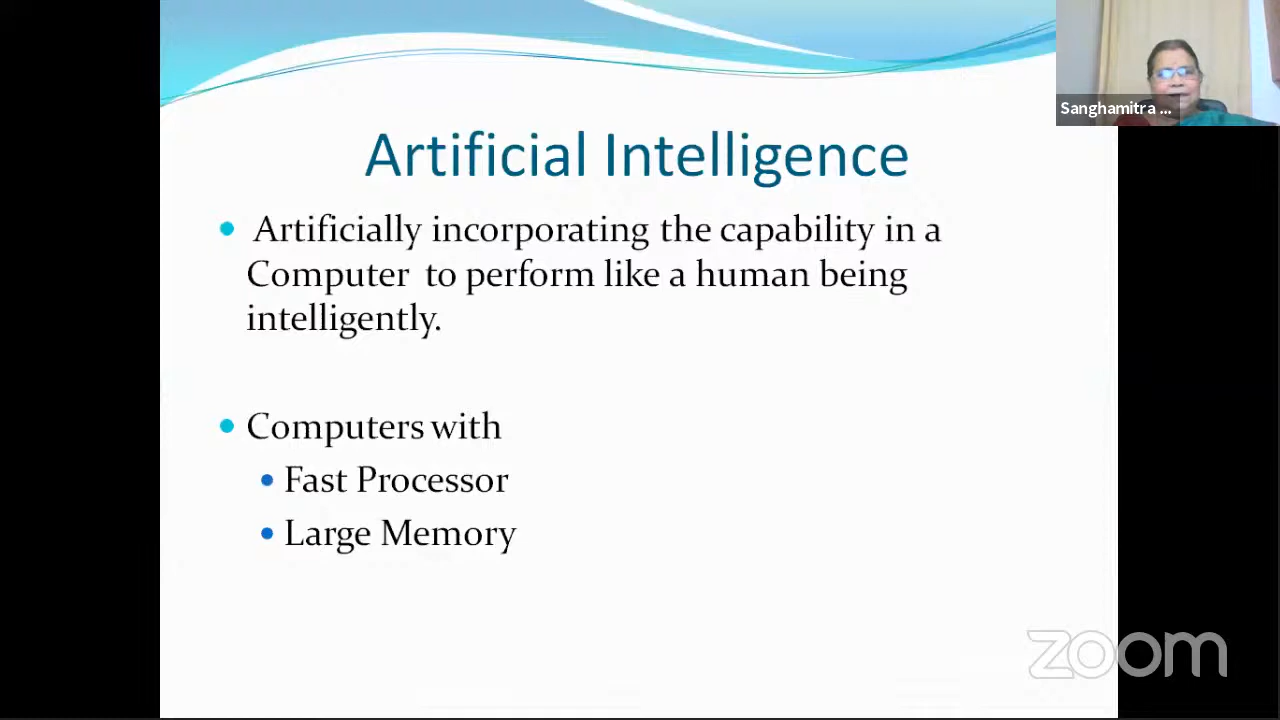 Sanghamitra ...
Artificial Intelligence
Artificially incorporating the capability in a
Computer to perform like a human being
intelligently.
Computers with
Fast Processor
Large Memory
zoom